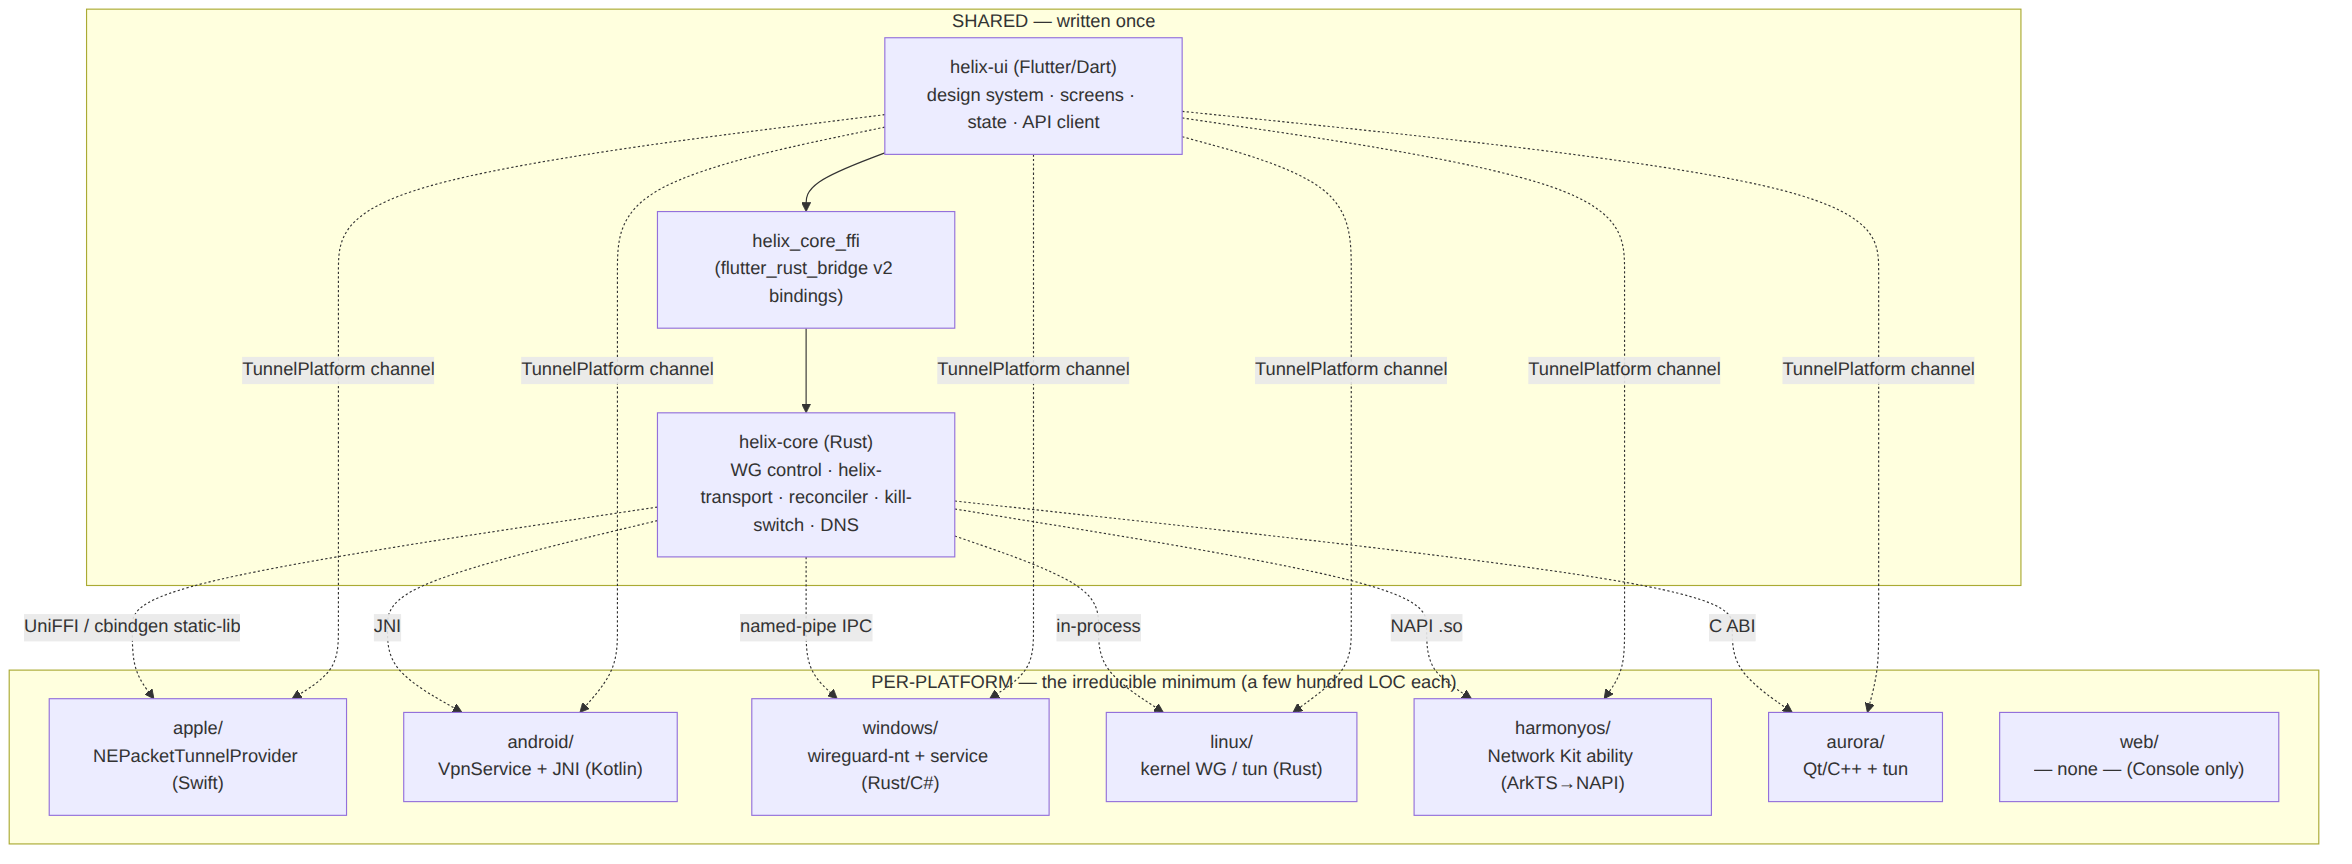 SHARED — written once
helix-ui (Flutter/Dart)
design system · screens ·
state · API client
helix_core_ffi
(flutter_rust_bridge v2
bindings)
TunnelPlatform channel
TunnelPlatform channel
TunnelPlatform channel
TunnelPlatform channel
TunnelPlatform channel
TunnelPlatform channel
helix-core (Rust)
WG control · helix-
transport · reconciler · kill-
switch · DNS
UniFFI / cbindgen static-lib
JNI
named-pipe IPC
in-process
NAPI .so
C ABI
PER-PLATFORM — the irreducible minimum (a few hundred LOC each)
apple/
NEPacketTunnelProvider
(Swift)
android/
VpnService + JNI (Kotlin)
windows/
wireguard-nt + service
(Rust/C#)
linux/
kernel WG / tun (Rust)
harmonyos/
Network Kit ability
(ArkTS→NAPI)
aurora/
Qt/C++ + tun
web/
— none — (Console only)